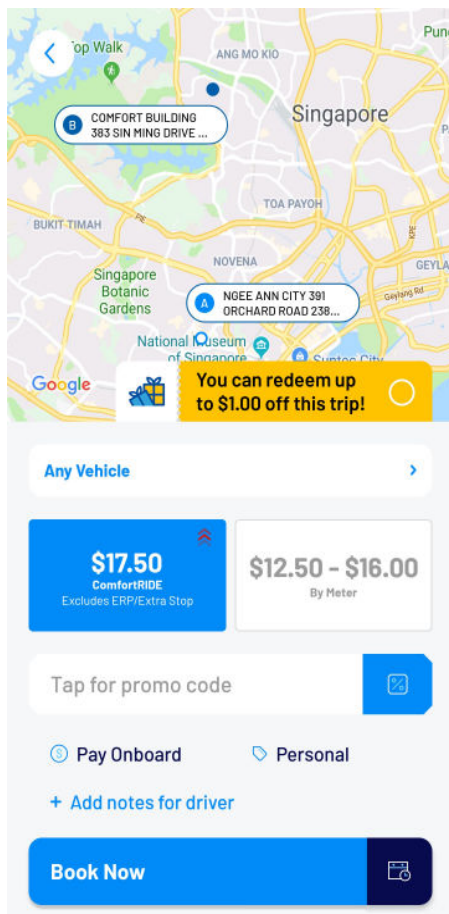 op Walk
ANG MO KIO
Pun
B
COMFORT BUILDING
383 SIN MING DRIVE ...
Singapore
TOA PAYOH
BUKIT TIMAH
PIE
KPE
NOVENA
GEYLA
Singapore
Botanic
Gardens
A
NGEE ANN CITY 391
ORCHARD ROAD 238...
Geylang Rd
National Museum
of Singapore
Suntec City
Google
You can redeem up
to $1.00 off this trip!
Any Vehicle
$17.50
ComfortRIDE
Excludes ERP/Extra Stop
$12.50 - $16.00
By Meter
Tap for promo code
Pay Onboard
Personal
+ Add notes for driver
Book Now